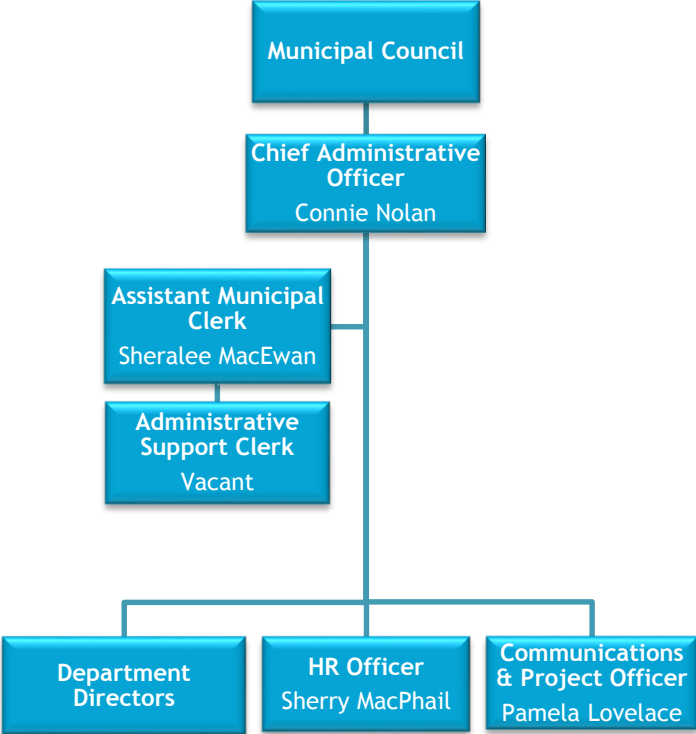 Municipal Council
Chief Administrative
Officer
Connie Nolan
Assistant Municipal
Clerk
Sheralee MacEwan
Administrative
Support Clerk
Vacant
Department
Directors
HR Officer
Sherry MacPhail
Communications
& Project Officer
Pamela Lovelace